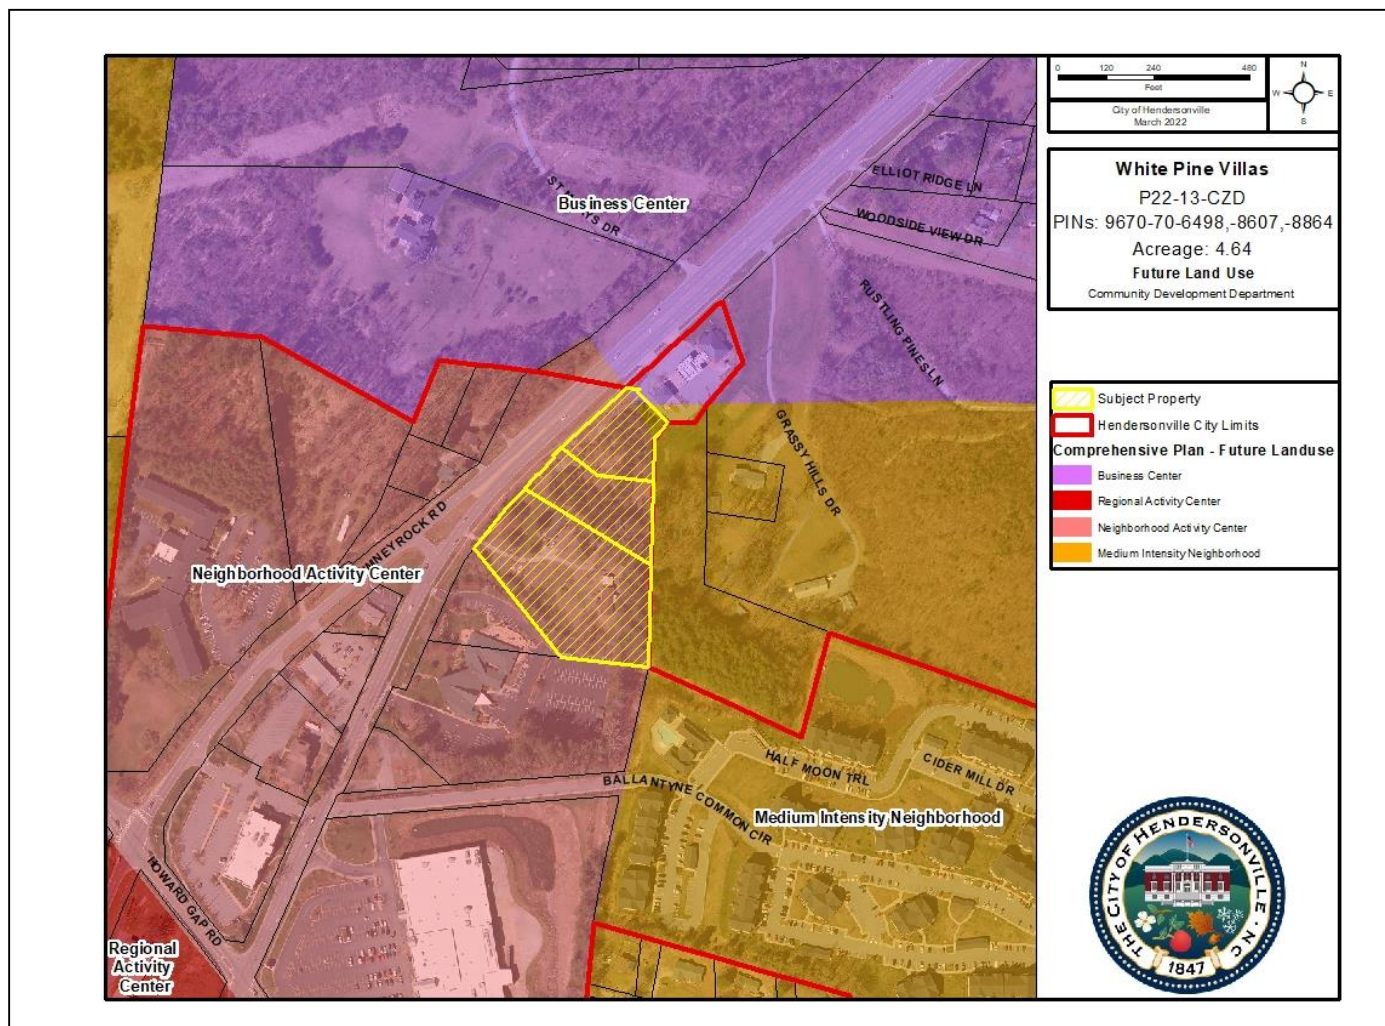 0 120 240 480
Feet
City of Hendersonville
March 2022
N
W E
S
White Pine Villas
P22-13-CZD
PINs: 9670-70-6498,-8607,-8864
Acreage: 4.64
Future Land Use
Community Development Department
Subject Property
Hendersonville City Limits
Comprehensive Plan - Future Landuse
Business Center
Regional Activity Center
Neighborhood Activity Center
Medium Intensity Neighborhood
ELLIOT RIDGE LN
WOODSIDE VIEW DR
RUSTLING PINES LN
Business Center
GRASSY HILLS DR
Neighborhood Activity Center
HALF MOON TRL
CIDER MILL DR
BALLANTYNE COMMON CIR
Medium Intensity Neighborhood
HOWARD GAP RD
Regional
Activity
Center
THE CITY OF HENDERSONVILLE · NC
1847